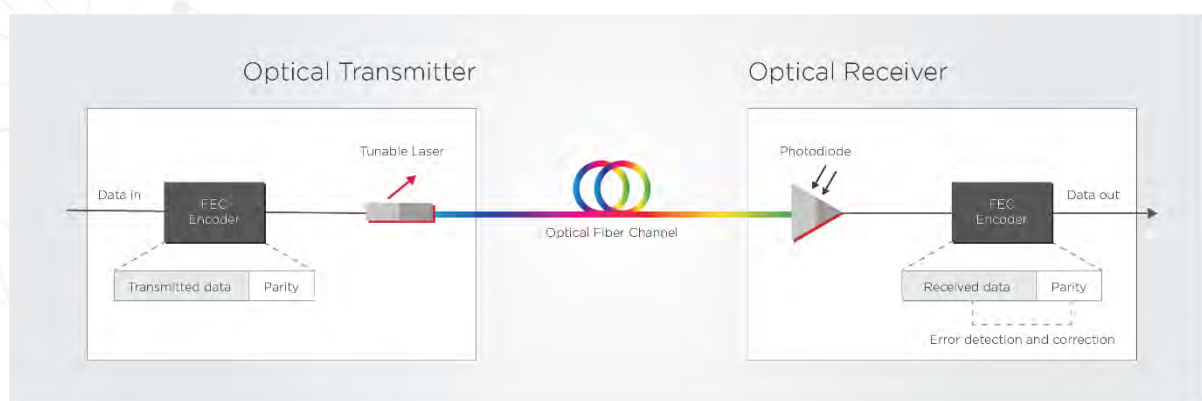 Optical Transmitter
Optical Receiver
Tunable Laser
Photodiode
Data in
FEC
Encoder
Optical Fiber Channel
FEC
Encoder
Data out
Transmitted data
Parity
Received data
Parity
Error detection and correction